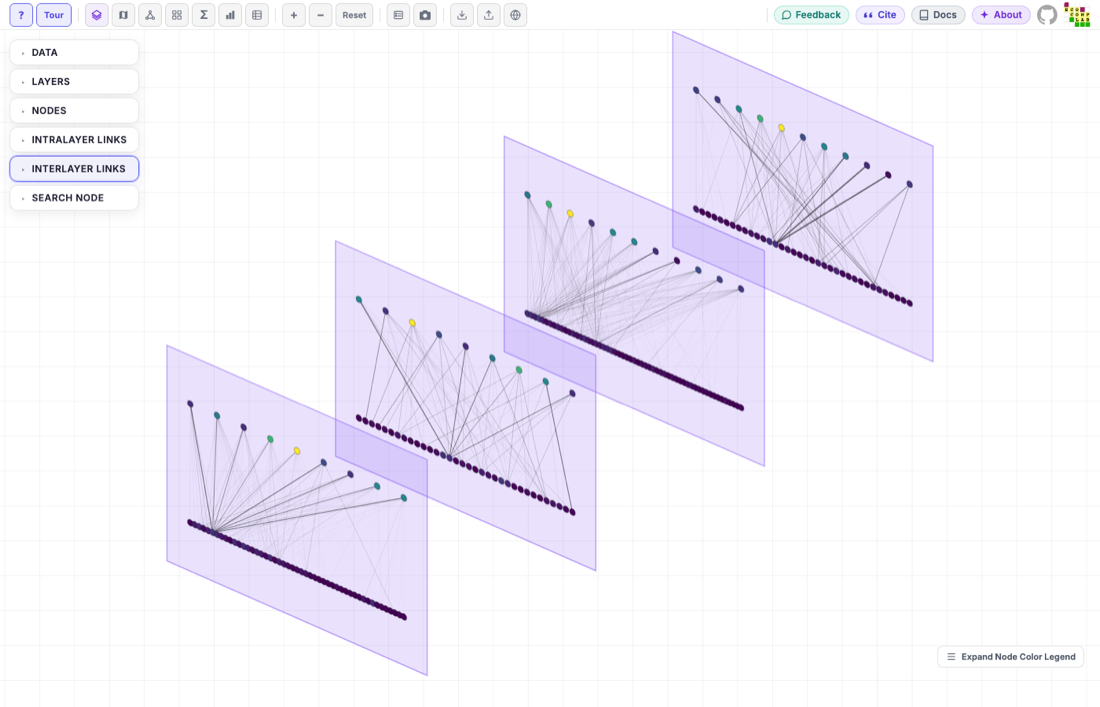 ? Tour Reset Feedback Cite Docs About
DATA
LAYERS
NODES
INTRALAYER LINKS
INTERLAYER LINKS
SEARCH NODE
Expand Node Color Legend